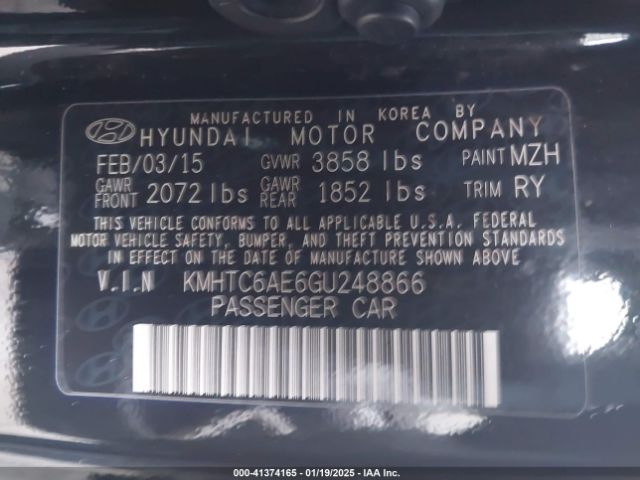 MANUFACTURED IN KOREA BY
HYUNDAI MOTOR COMPANY
FEB/03/15 GVWR 3858 lbs PAINT MZH
GAWR FRONT 2072 lbs GAWR REAR 1852 lbs TRIM RY
THIS VEHICLE CONFORMS TO ALL APPLICABLE U.S.A. FEDERAL
MOTOR VEHICLE SAFETY, BUMPER, AND THEFT PREVENTION STANDARDS
IN EFFECT ON THE DATE OF MANUFACTURE SHOWN ABOVE.
V.I.N KMHTC6AE6GU248866
PASSENGER CAR
000-41374165 - 01/19/2025 - IAA Inc.